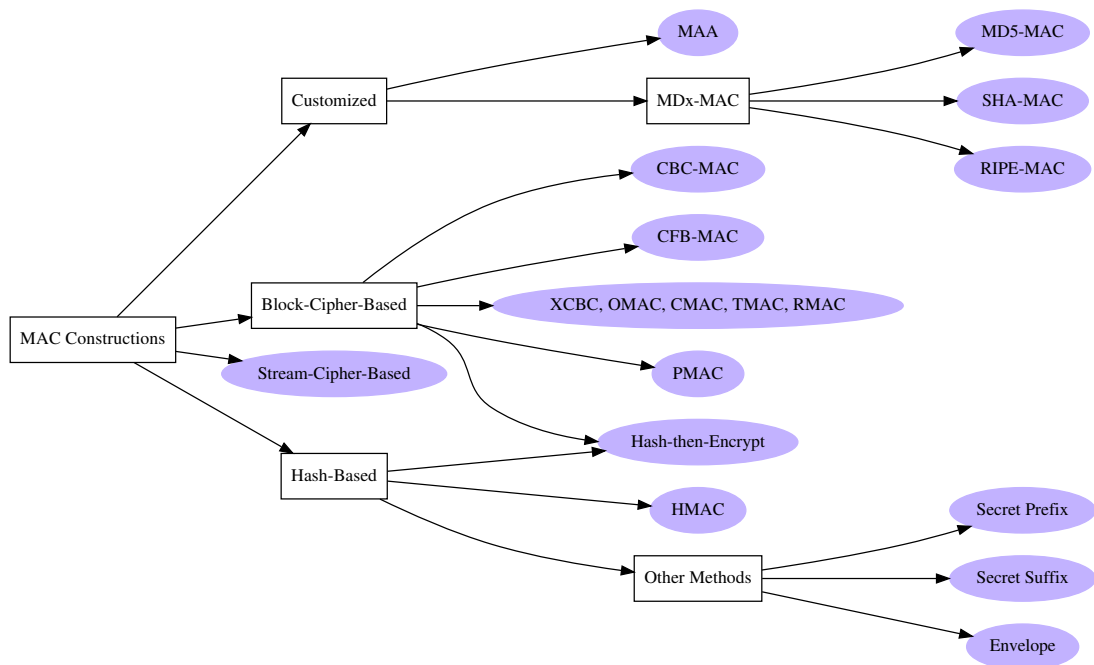 MAA
MD5-MAC
Customized
MDx-MAC
SHA-MAC
CBC-MAC
RIPE-MAC
CFB-MAC
Block-Cipher-Based
XCBC, OMAC, CMAC, TMAC, RMAC
MAC Constructions
Stream-Cipher-Based
PMAC
Hash-then-Encrypt
Hash-Based
HMAC
Secret Prefix
Other Methods
Secret Suffix
Envelope